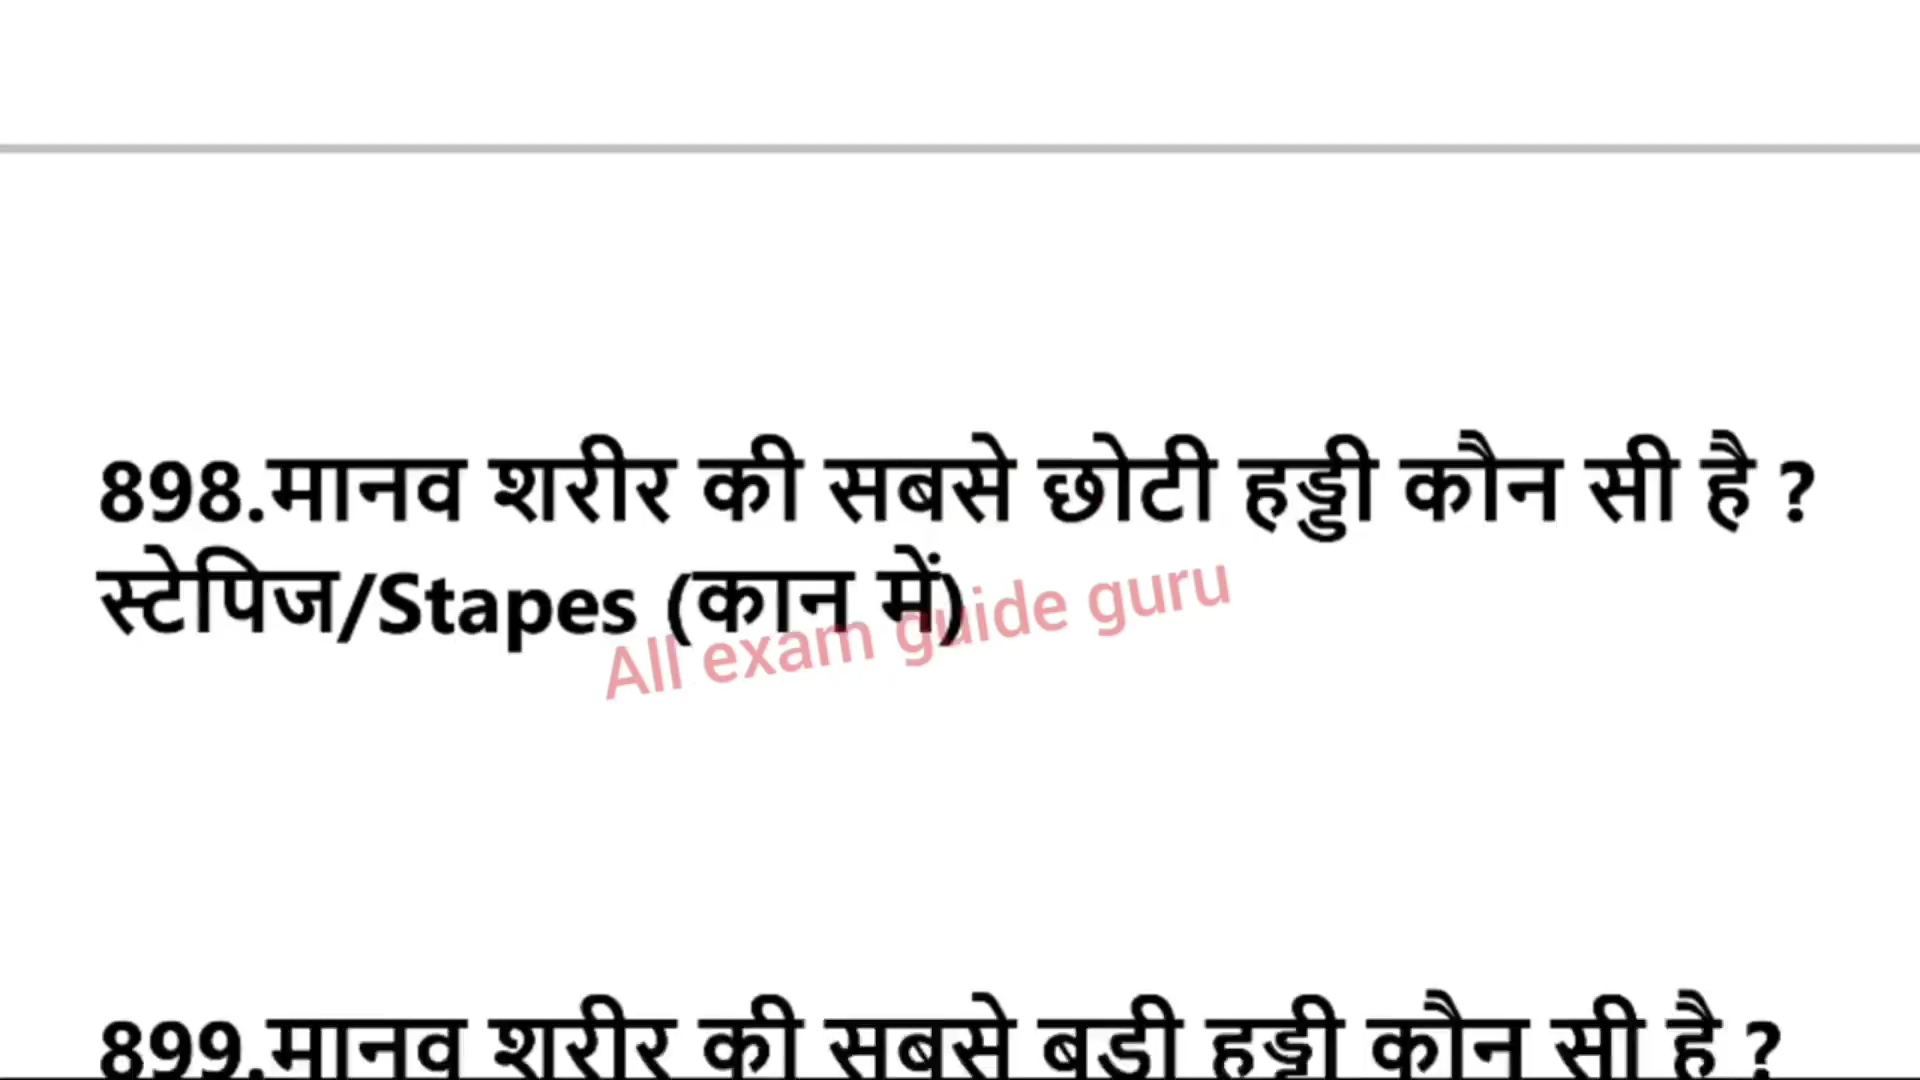 898.मानव शरीर की सबसे छोटी हड्डी कौन सी है ?
स्टेपिज/Stapes (कान में)
All exam guide guru
899.मानव शरीर की सबसे बड़ी हड्डी कौन सी है ?